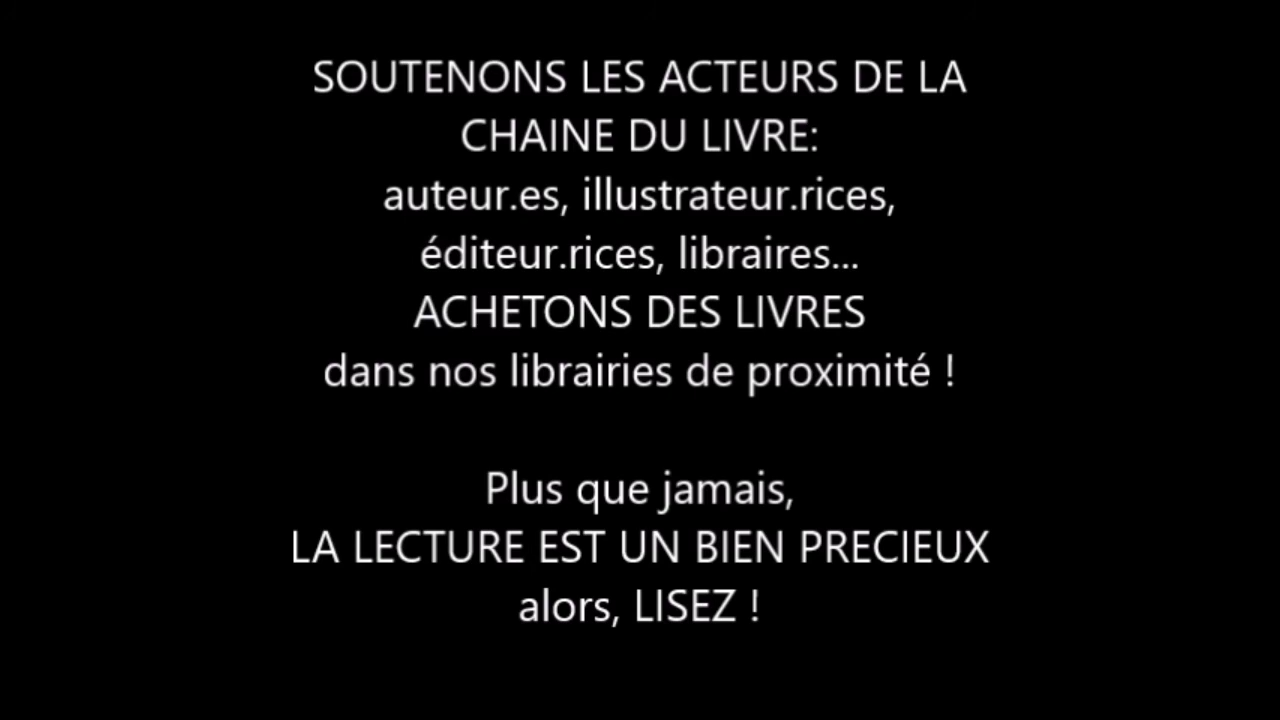 SOUTENONS LES ACTEURS DE LA
CHAINE DU LIVRE:
auteur.es, illustrateur.rices,
éditeur.rices, libraires...
ACHETONS DES LIVRES
dans nos librairies de proximité !
Plus que jamais,
LA LECTURE EST UN BIEN PRECIEUX
alors, LISEZ !